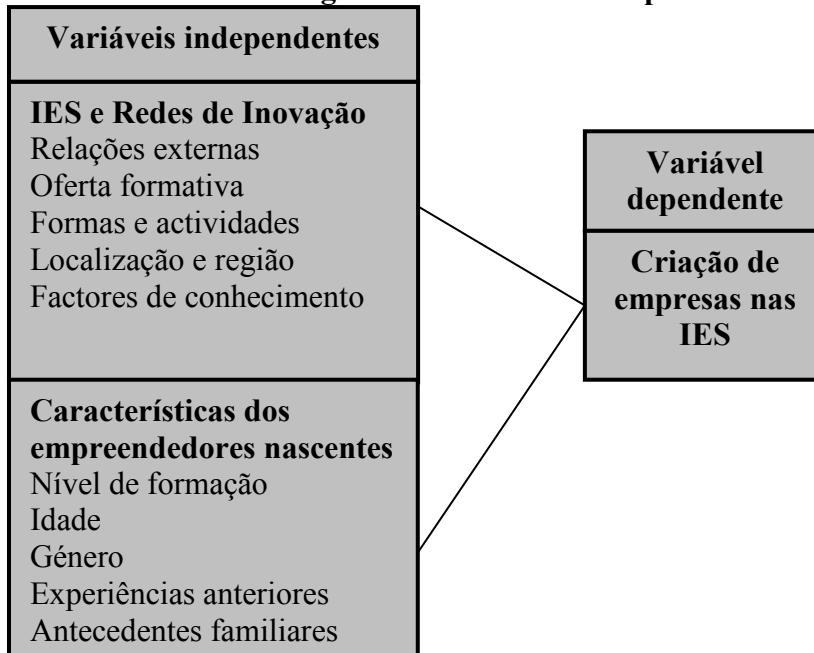 Variáveis independentes
IES e Redes de Inovação
Relações externas
Oferta formativa
Formas e actividades
Localização e região
Factores de conhecimento
Característícas dos
empreendedores nascentes
Nível de formação
Idade
Género
Experiências anteriores
Antecedentes familiares
Variável
dependente
Criação de
empresas nas
IES